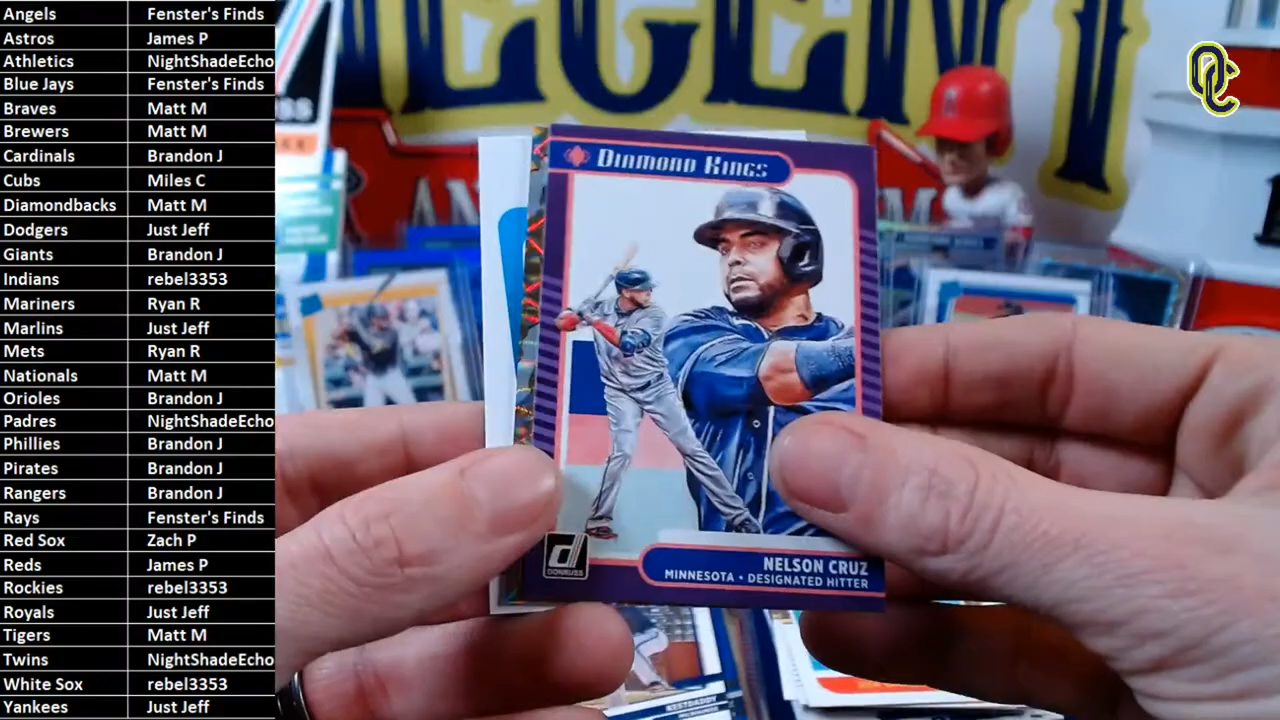 Angels Fenster's Finds
Astros James P
Athletics NightShadeEcho
Blue Jays Fenster's Finds
Braves Matt M
Brewers Matt M
Cardinals Brandon J
Cubs Miles C
Diamondbacks Matt M
Dodgers Just Jeff
Giants Brandon J
Indians rebel3353
Mariners Ryan R
Marlins Just Jeff
Mets Ryan R
Nationals Matt M
Orioles Brandon J
Padres NightShadeEcho
Phillies Brandon J
Pirates Brandon J
Rangers Brandon J
Rays Fenster's Finds
Red Sox Zach P
Reds James P
Rockies rebel3353
Royals Just Jeff
Tigers Matt M
Twins NightShadeEcho
White Sox rebel3353
Yankees Just Jeff
DIAMOND KINGS
d
DONRUSS
NELSON CRUZ
MINNESOTA • DESIGNATED HITTER